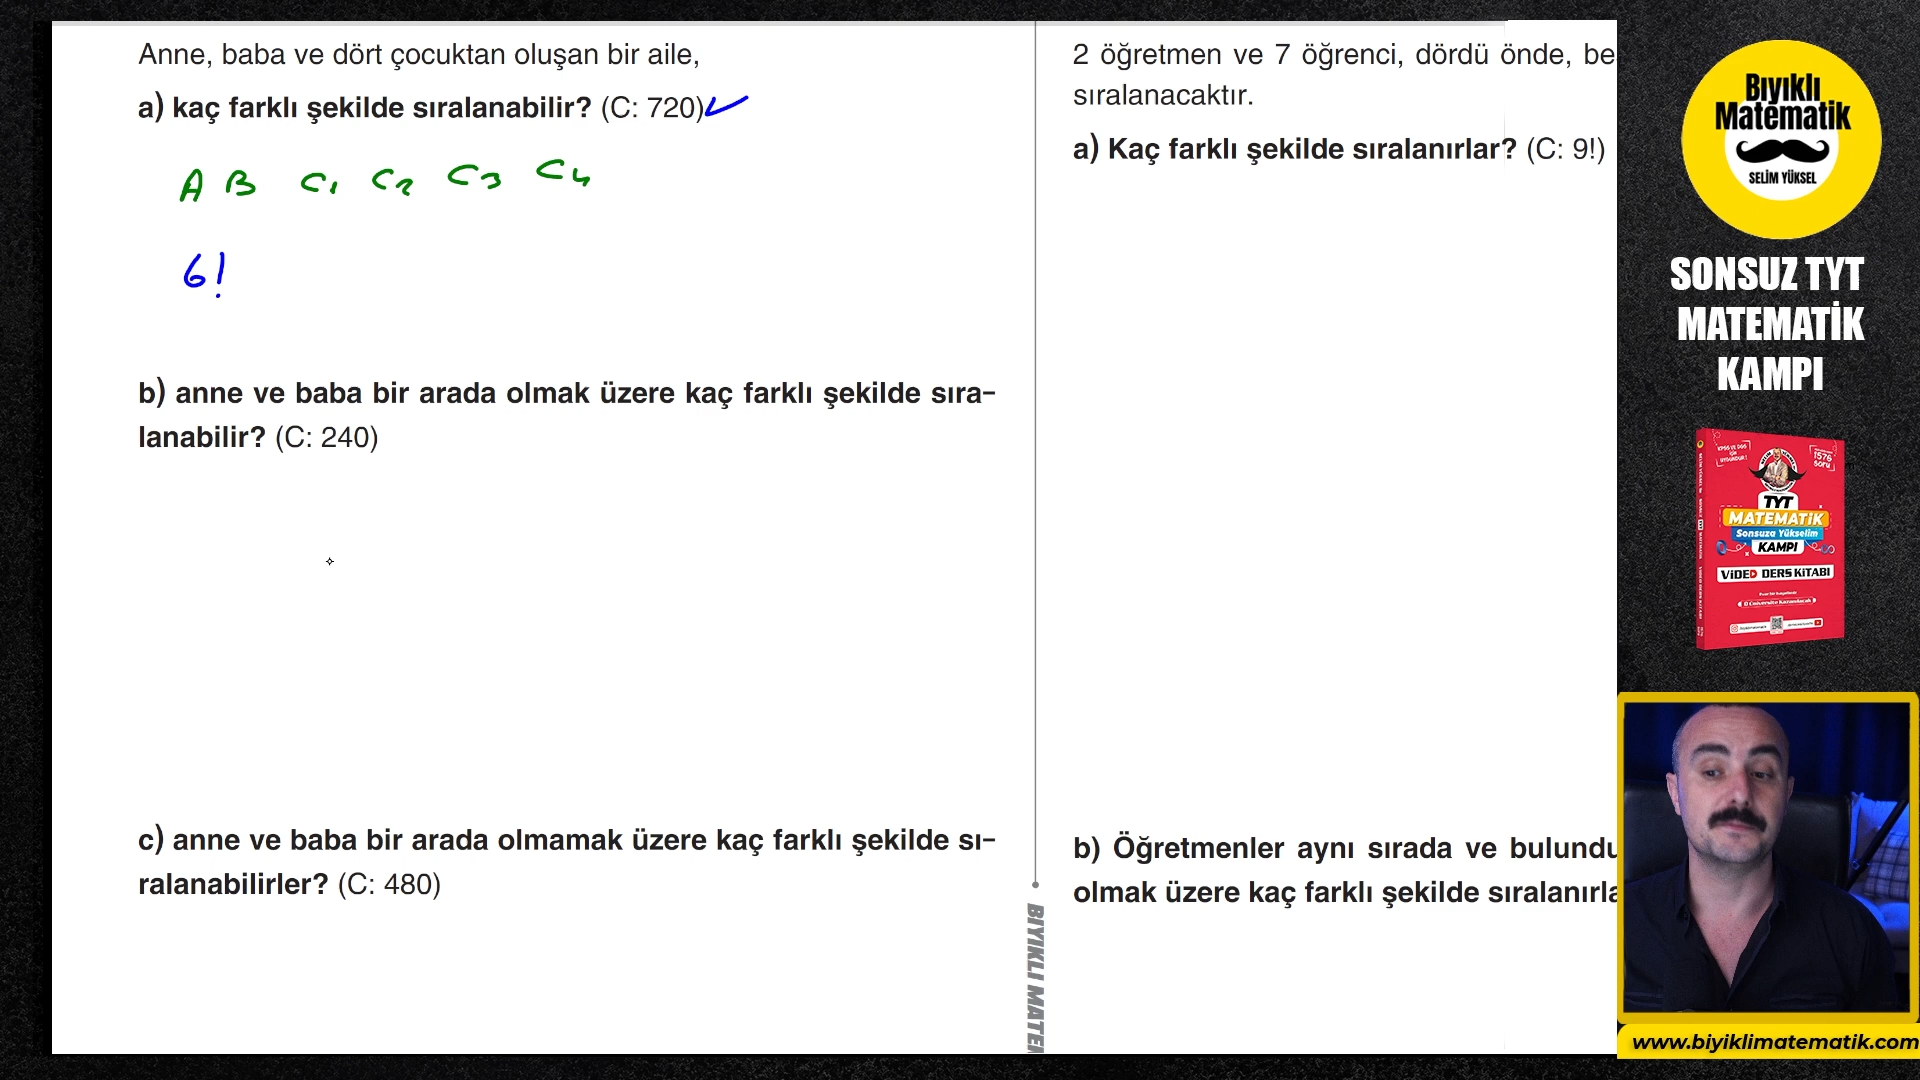 Anne, baba ve dört çocuktan oluşan bir aile,
a) kaç farklı şekilde sıralanabilir? (C: 720)
A B C1 C2 C3 C4
6!
b) anne ve baba bir arada olmak üzere kaç farklı şekilde sıra-
lanabilir? (C: 240)
c) anne ve baba bir arada olmamak üzere kaç farklı şekilde sı-
ralanabilirler? (C: 480)
BIYIKLI MATEM
2 öğretmen ve 7 öğrenci, dördü önde, be
sıralanacaktır.
a) Kaç farklı şekilde sıralanırlar? (C: 9!)
b) Öğretmenler aynı sırada ve bulundu
olmak üzere kaç farklı şekilde sıralanırla
Bıyıklı
Matematik
SELİM YÜKSEL
SONSUZ TYT
MATEMATİK
KAMPI
1576
Soru
TYT
MATEMATİK
Sonsuza Yükselim
KAMPI
VİDEO DERS KİTABI
www.biyiklimatematik.com